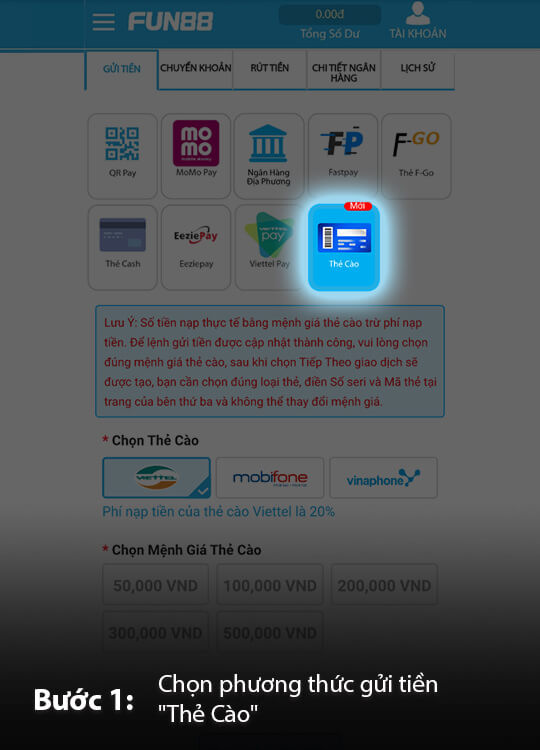 FUN88
0.00đ
Tổng Số Dư
TÀI KHOẢN
GỬI TIỀN
CHUYỂN KHOẢN
RÚT TIỀN
CHI TIẾT NGÂN
HÀNG
LỊCH SỬ
QR Pay
MOMO
mobile money
MoMo Pay
Ngân Hàng
Địa Phương
FP
Fastpay
F-GO
Thẻ F-Go
Thẻ Cash
EeziePay
Eeziepay
VIETTEL
pay
Viettel Pay
Mới
Thẻ Cào
Lưu Ý: Số tiền nạp thực tế bằng mệnh giá thẻ cào trừ phí nạp
tiền. Để lệnh gửi tiền được cập nhật thành công, vui lòng chọn
đúng mệnh giá thẻ cào, sau khi chọn Tiếp Theo giao dịch sẽ
được tạo, bạn cần chọn đúng loại thẻ, điền Số seri và Mã thẻ tại
trang của bên thứ ba và không thể thay đổi mệnh giá.
* Chọn Thẻ Cào
VIETTEL
mobifone
vinaphone
Phí nạp tiền của thẻ cào Viettel là 20%
* Chọn Mệnh Giá Thẻ Cào
50,000 VND
100,000 VND
200,000 VND
300,000 VND
500,000 VND
Bước 1:
Chọn phương thức gửi tiền
"Thẻ Cào"